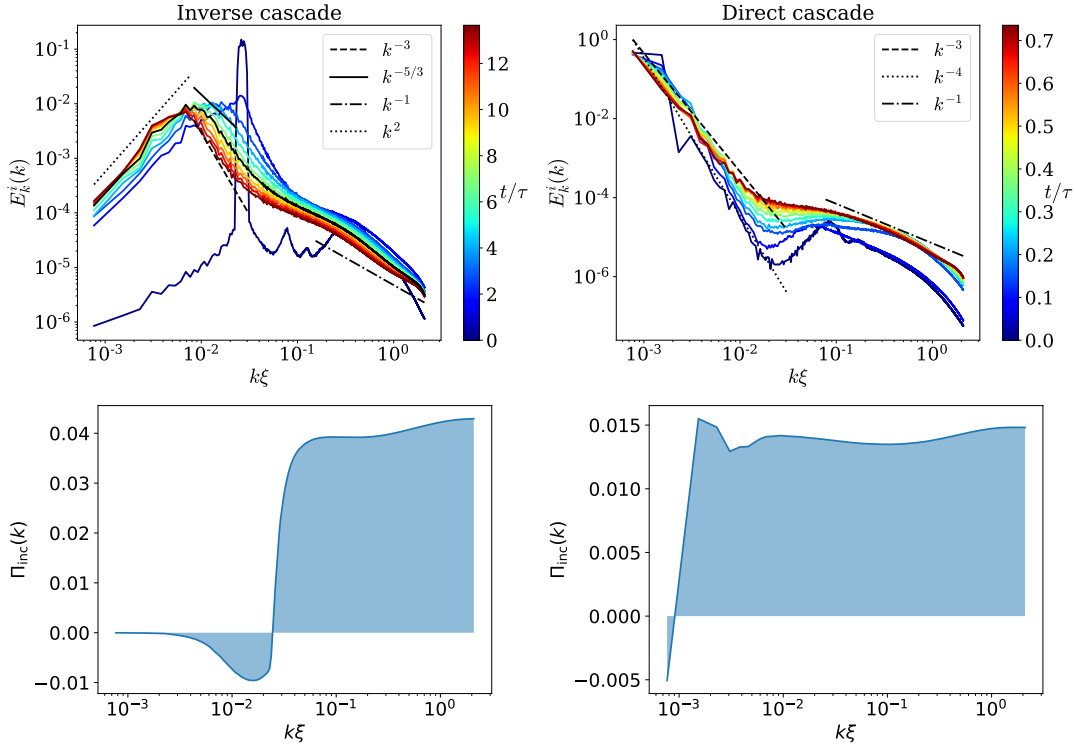 Inverse cascade
10^{-1}
10^{-2}
10^{-3}
10^{-4}
10^{-5}
10^{-6}
E_k^i(k)
k^{-3}
k^{-5/3}
k^{-1}
k^2
10^{-3} 10^{-2} 10^{-1} 10^0
kξ
12
10
8
6
4
2
0
t/τ
Direct cascade
10^0
10^{-2}
10^{-4}
10^{-6}
E_k^i(k)
k^{-3}
k^{-4}
k^{-1}
10^{-3} 10^{-2} 10^{-1} 10^0
kξ
0.7
0.6
0.5
0.4
0.3
0.2
0.1
0.0
t/τ
0.04
0.03
0.02
0.01
0.00
−0.01
Π_{inc}(k)
10^{-3} 10^{-2} 10^{-1} 10^0
kξ
0.015
0.010
0.005
0.000
−0.005
Π_{inc}(k)
10^{-3} 10^{-2} 10^{-1} 10^0
kξ